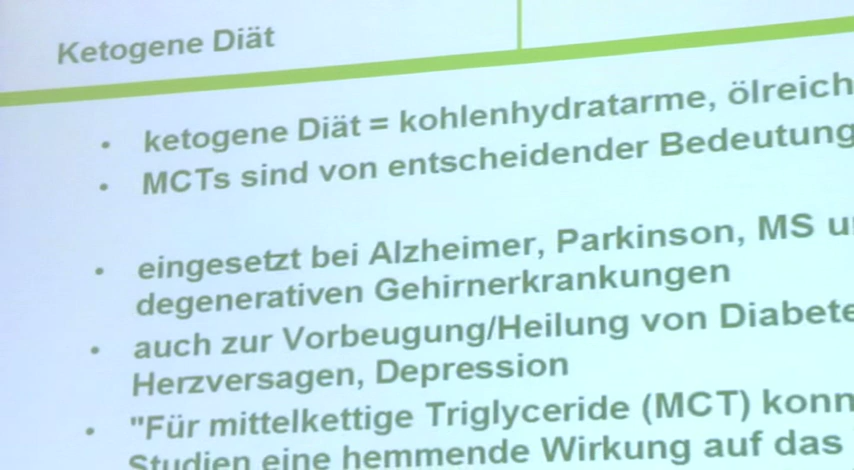 Ketogene Diät
• ketogene Diät = kohlenhydratarme, ölreich
• MCTs sind von entscheidender Bedeutung
• eingesetzt bei Alzheimer, Parkinson, MS
degenerativen Gehirnerkrankungen
• auch zur Vorbeugung/Heilung von Diabete
Herzversagen, Depression
• "Für mittelkettige Triglyceride (MCT) konn
Studien eine hemmende Wirkung auf das